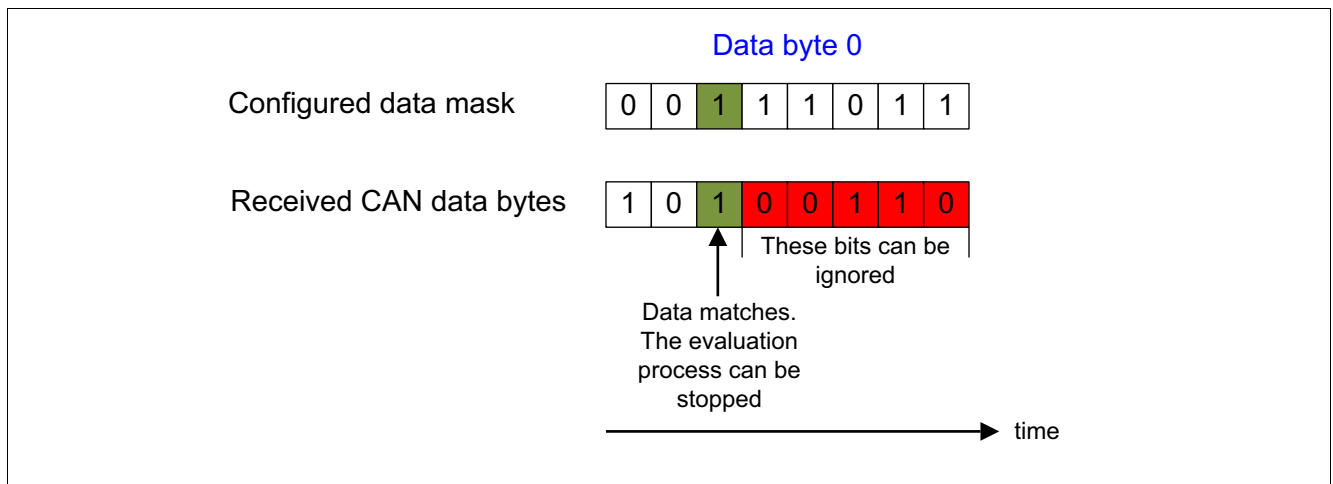 Data byte 0
Configured data mask
0 0 1 1 1 0 1 1
Received CAN data bytes
1 0 1 0 0 1 1 0
These bits can be
ignored
Data matches.
The evaluation
process can be
stopped
time